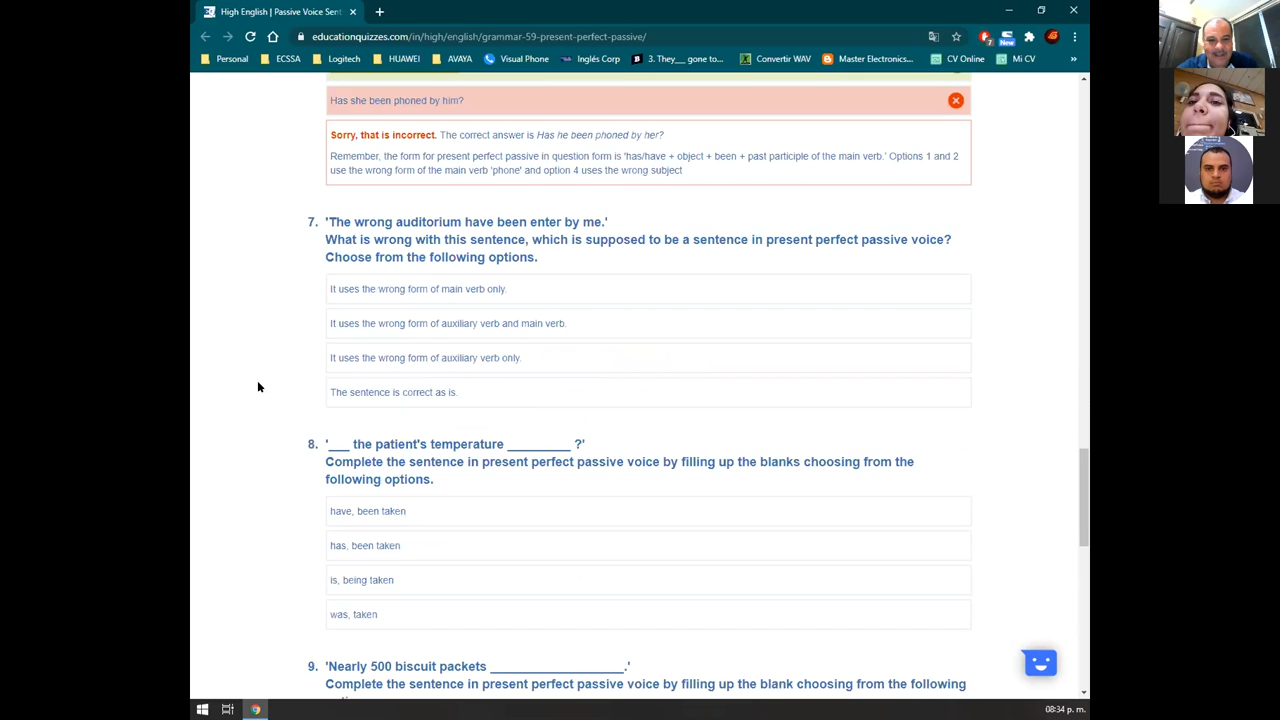 High English | Passive Voice Sent
educationquizzes.com/in/high/english/grammar-59-present-perfect-passive/
7
New
Personal
ECSSA
Logitech
HUAWEI
AVAYA
Visual Phone
Inglés Corp
3. They___ gone to...
Convertir WAV
Master Electronics...
CV Online
Mi CV
»
Has she been phoned by him?
Sorry, that is incorrect. The correct answer is Has he been phoned by her?
Remember, the form for present perfect passive in question form is 'has/have + object + been + past participle of the main verb.' Options 1 and 2
use the wrong form of the main verb 'phone' and option 4 uses the wrong subject
7. 'The wrong auditorium have been enter by me.'
What is wrong with this sentence, which is supposed to be a sentence in present perfect passive voice?
Choose from the following options.
It uses the wrong form of main verb only.
It uses the wrong form of auxiliary verb and main verb.
It uses the wrong form of auxiliary verb only.
The sentence is correct as is.
8. '___ the patient's temperature _________ ?'
Complete the sentence in present perfect passive voice by filling up the blanks choosing from the
following options.
have, been taken
has, been taken
is, being taken
was, taken
9. 'Nearly 500 biscuit packets ___________________.'
Complete the sentence in present perfect passive voice by filling up the blank choosing from the following
08:34 p. m.